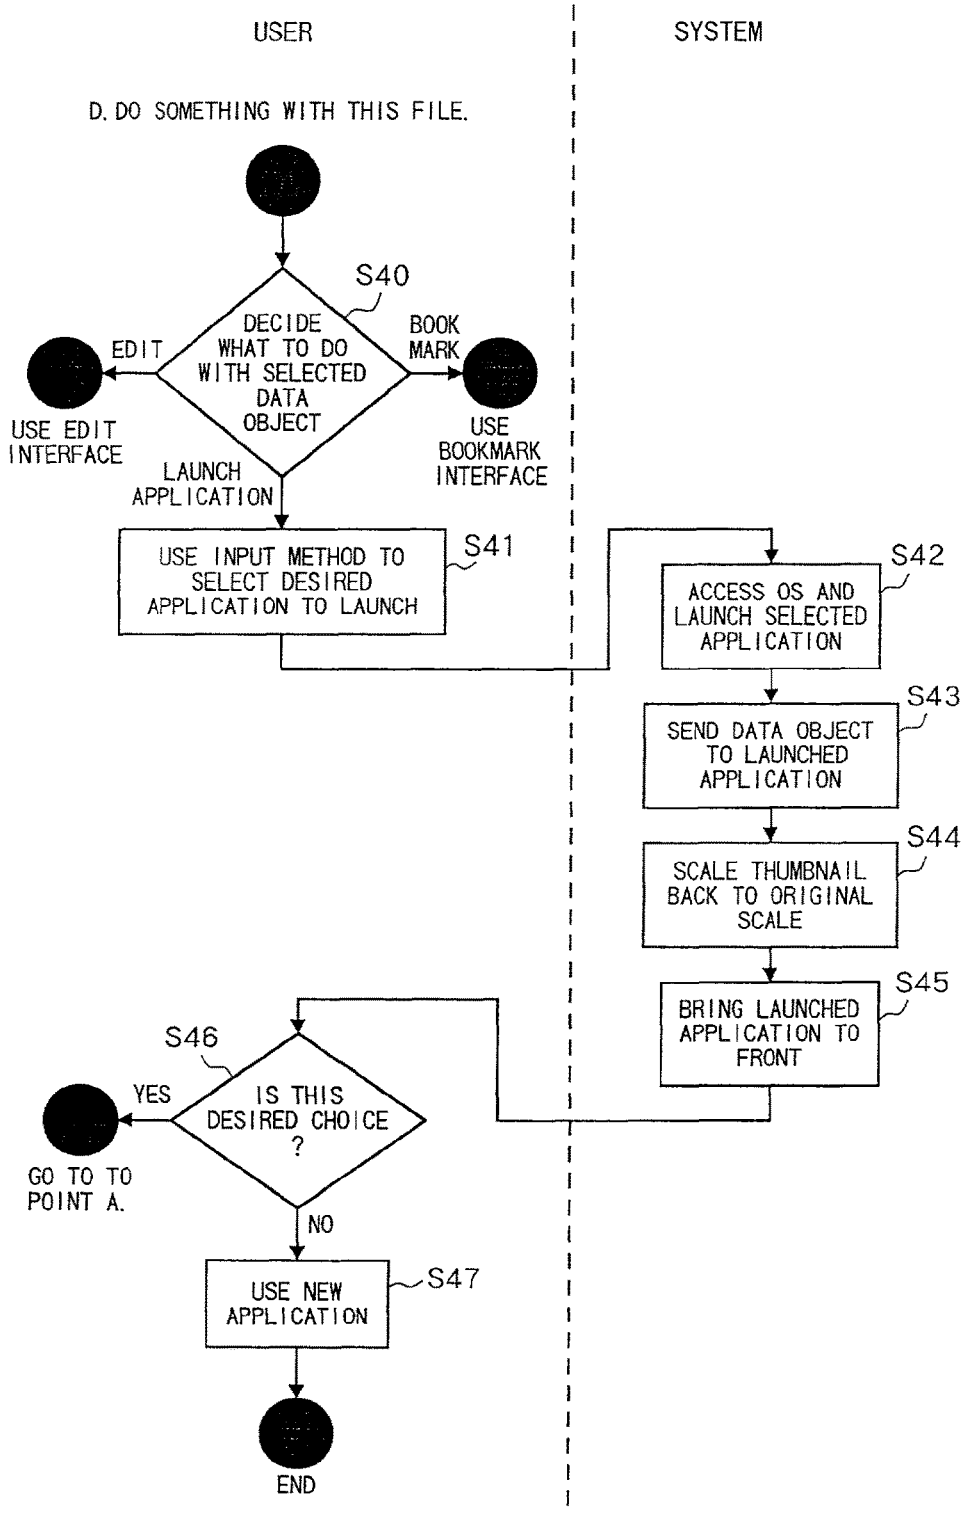 USER
SYSTEM
D. DO SOMETHING WITH THIS FILE.
S40
DECIDE
WHAT TO DO
WITH SELECTED
DATA
OBJECT
EDIT
BOOK
MARK
USE EDIT
INTERFACE
USE
BOOKMARK
INTERFACE
LAUNCH
APPLICATION
S41
USE INPUT METHOD TO
SELECT DESIRED
APPLICATION TO LAUNCH
S42
ACCESS OS AND
LAUNCH SELECTED
APPLICATION
S43
SEND DATA OBJECT
TO LAUNCHED
APPLICATION
S44
SCALE THUMBNAIL
BACK TO ORIGINAL
SCALE
S45
BRING LAUNCHED
APPLICATION TO
FRONT
S46
IS THIS
DESIRED CHOICE
?
YES
GO TO TO
POINT A.
NO
S47
USE NEW
APPLICATION
END